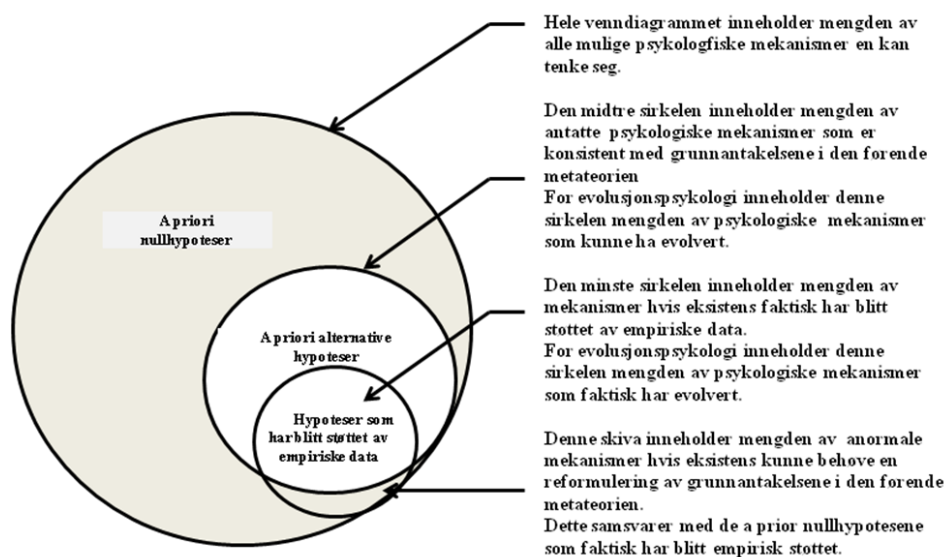 Hele venndiagrammet inneholder mengden av
alle mulige psykologfiske mekanismer en kan
tenke seg.
Den midtre sirkelen inneholder mengden av
antatte psykologiske mekanismer som er
konsistent med grunnantakelsene i den førende
metateorien
For evolusjonspsykologi inneholder denne
sirkelen mengden av psykologiske mekanismer
som kunne ha evolvert.
Den minste sirkelen inneholder mengden av
mekanismer hvis eksistens faktisk har blitt
støttet av empiriske data.
For evolusjonspsykologi inneholder denne
sirkelen mengden av psykologiske mekanismer
som faktisk har evolvert.
Denne skiva inneholder mengden av anormale
mekanismer hvis eksistens kunne behøve en
reformulering av grunnantakelsene i den førende
metateorien.
Dette samsvarer med de a prior nullhypotesene
som faktisk har blitt empirisk støttet.
A priori
nullhypoteser
A priori alternative
hypoteser
Hypoteser som
har blitt støttet av
empiriske data